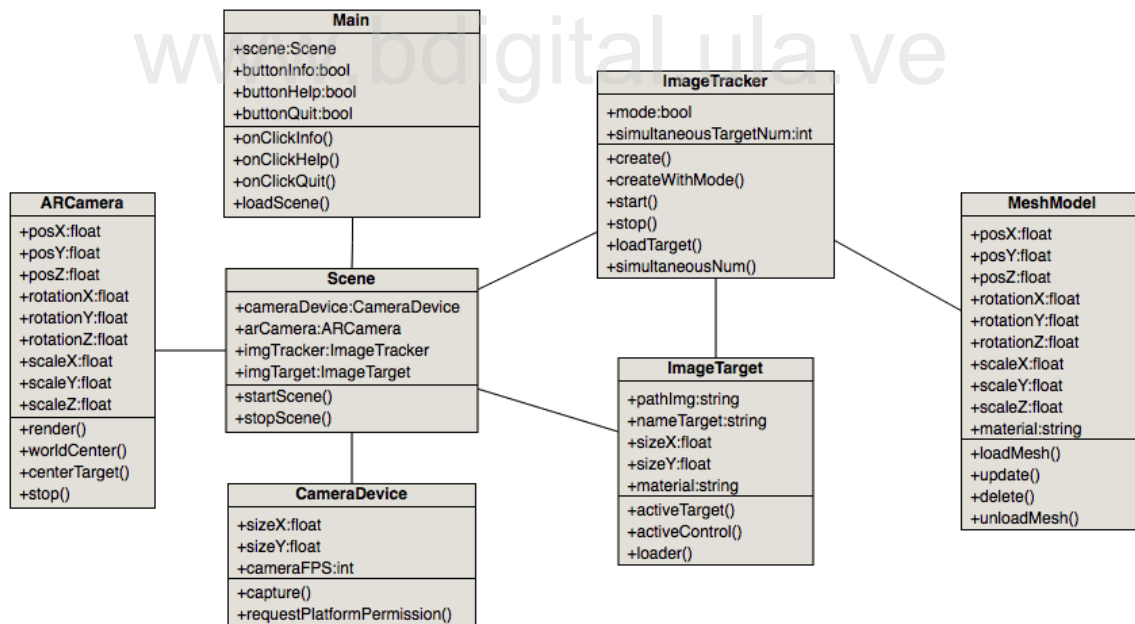 www.bdigital.ula.ve
Main
+scene:Scene
+buttonInfo:bool
+buttonHelp:bool
+buttonQuit:bool
+onClickInfo()
+onClickHelp()
+onClickQuit()
+loadScene()
ImageTracker
+mode:bool
+simultaneousTargetNum:int
+create()
+createWithMode()
+start()
+stop()
+loadTarget()
+simultaneousNum()
ARCamera
+posX:float
+posY:float
+posZ:float
+rotationX:float
+rotationY:float
+rotationZ:float
+scaleX:float
+scaleY:float
+scaleZ:float
+render()
+worldCenter()
+centerTarget()
+stop()
Scene
+cameraDevice:CameraDevice
+arCamera:ARCamera
+imgTracker:ImageTracker
+imgTarget:ImageTarget
+startScene()
+stopScene()
MeshModel
+posX:float
+posY:float
+posZ:float
+rotationX:float
+rotationY:float
+rotationZ:float
+scaleX:float
+scaleY:float
+scaleZ:float
+material:string
+loadMesh()
+update()
+delete()
+unloadMesh()
ImageTarget
+pathImg:string
+nameTarget:string
+sizeX:float
+sizeY:float
+material:string
+activeTarget()
+activeControl()
+loader()
CameraDevice
+sizeX:float
+sizeY:float
+cameraFPS:int
+capture()
+requestPlatformPermission()